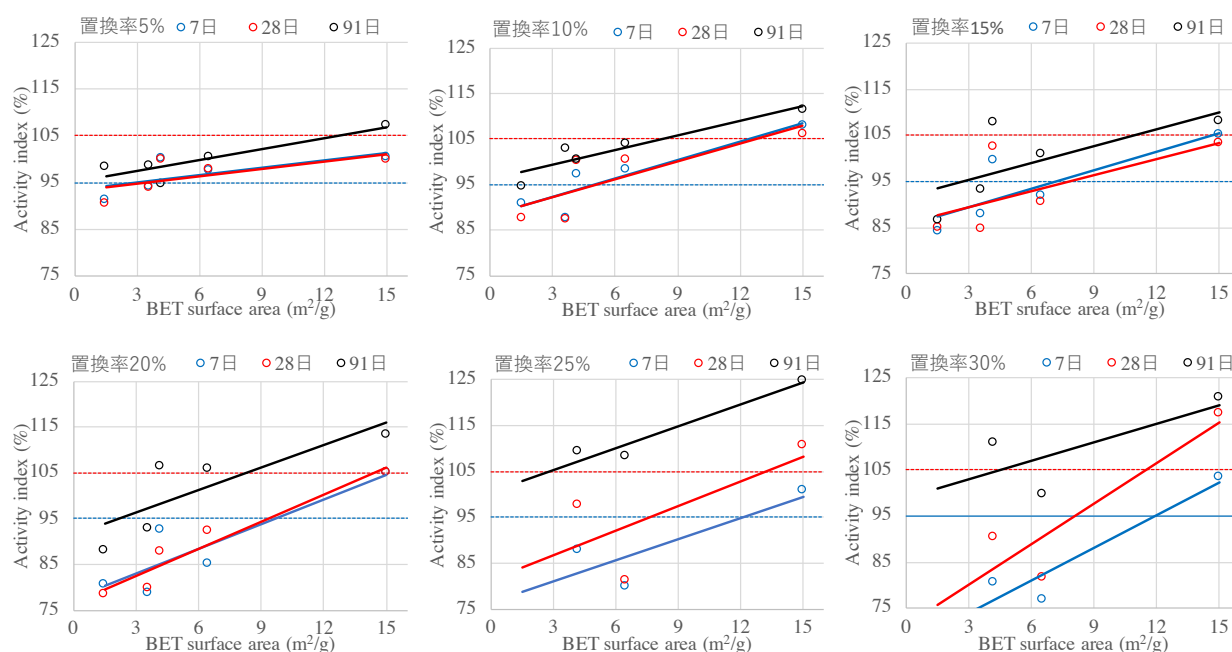 置換率5% 7日 28日 91日
Activity index (%)
125
115
105
95
85
75
0 3 6 9 12 15
BET surface area (m²/g)
置換率10% 7日 28日 91日
Activity index (%)
125
115
105
95
85
75
0 3 6 9 12 15
BET surface area (m²/g)
置換率15% 7日 28日 91日
Activity index (%)
125
115
105
95
85
75
0 3 6 9 12 15
BET sruface area (m²/g)
置換率20% 7日 28日 91日
Activity index (%)
125
115
105
95
85
75
0 3 6 9 12 15
BET surface area (m²/g)
置換率25% 7日 28日 91日
Activity index (%)
125
115
105
95
85
75
0 3 6 9 12 15
BET surface area (m²/g)
置換率30% 7日 28日 91日
Activity index (%)
125
115
105
95
85
75
0 3 6 9 12 15
BET surface area (m²/g)